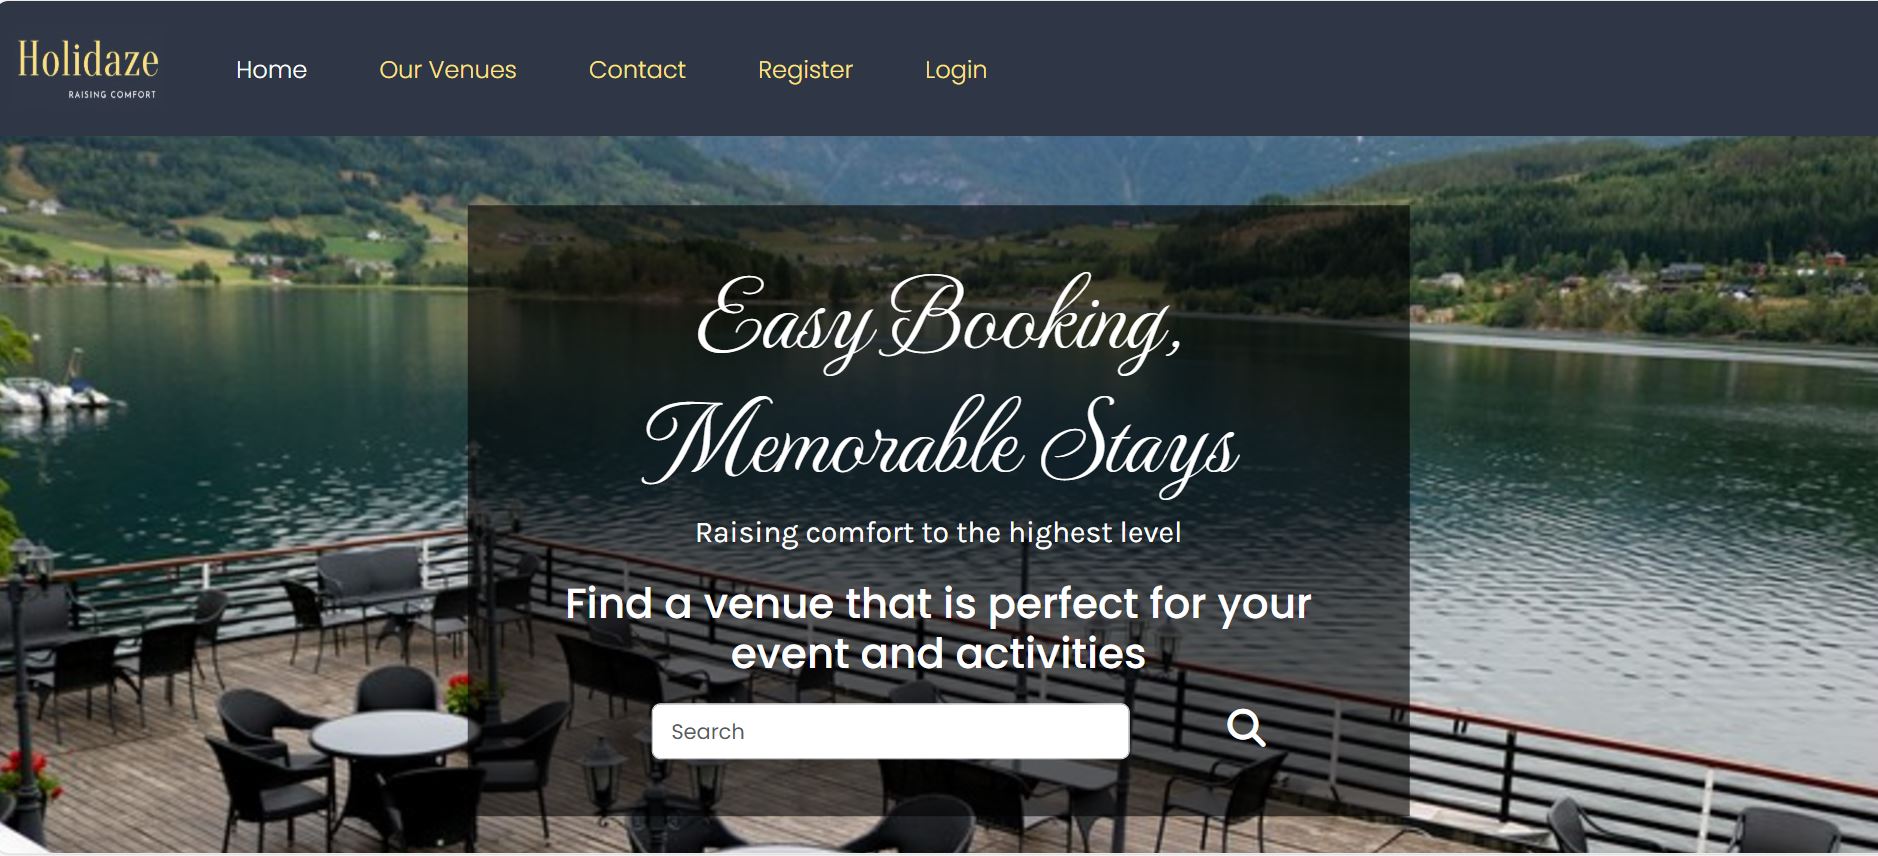 Holidaze
RAISING COMFORT
Home
Our Venues
Contact
Register
Login
Easy Booking,
Memorable Stays
Raising comfort to the highest level
Find a venue that is perfect for your
event and activities
Search